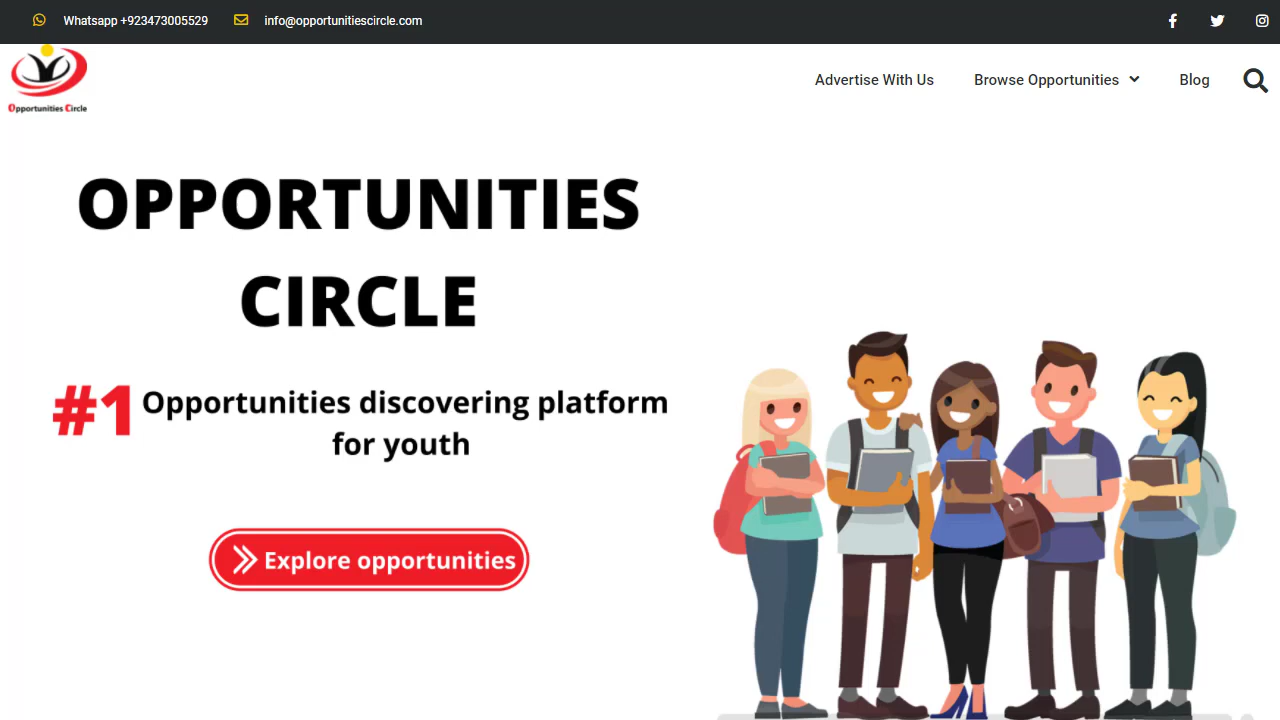 Whatsapp +923473005529
info@opportunitiescircle.com
Opportunities Circle
Advertise With Us
Browse Opportunities
Blog
OPPORTUNITIES
CIRCLE
#1 Opportunities discovering platform
for youth
Explore opportunities